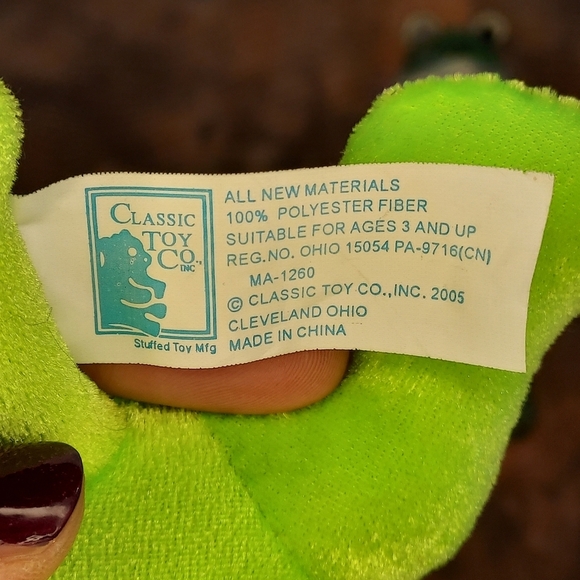 CLASSIC
TOY
CO.,
INC
Stuffed Toy Mfg
ALL NEW MATERIALS
100% POLYESTER FIBER
SUITABLE FOR AGES 3 AND UP
REG.NO. OHIO 15054 PA-9716(CN)
MA-1260
© CLASSIC TOY CO.,INC. 2005
CLEVELAND OHIO
MADE IN CHINA